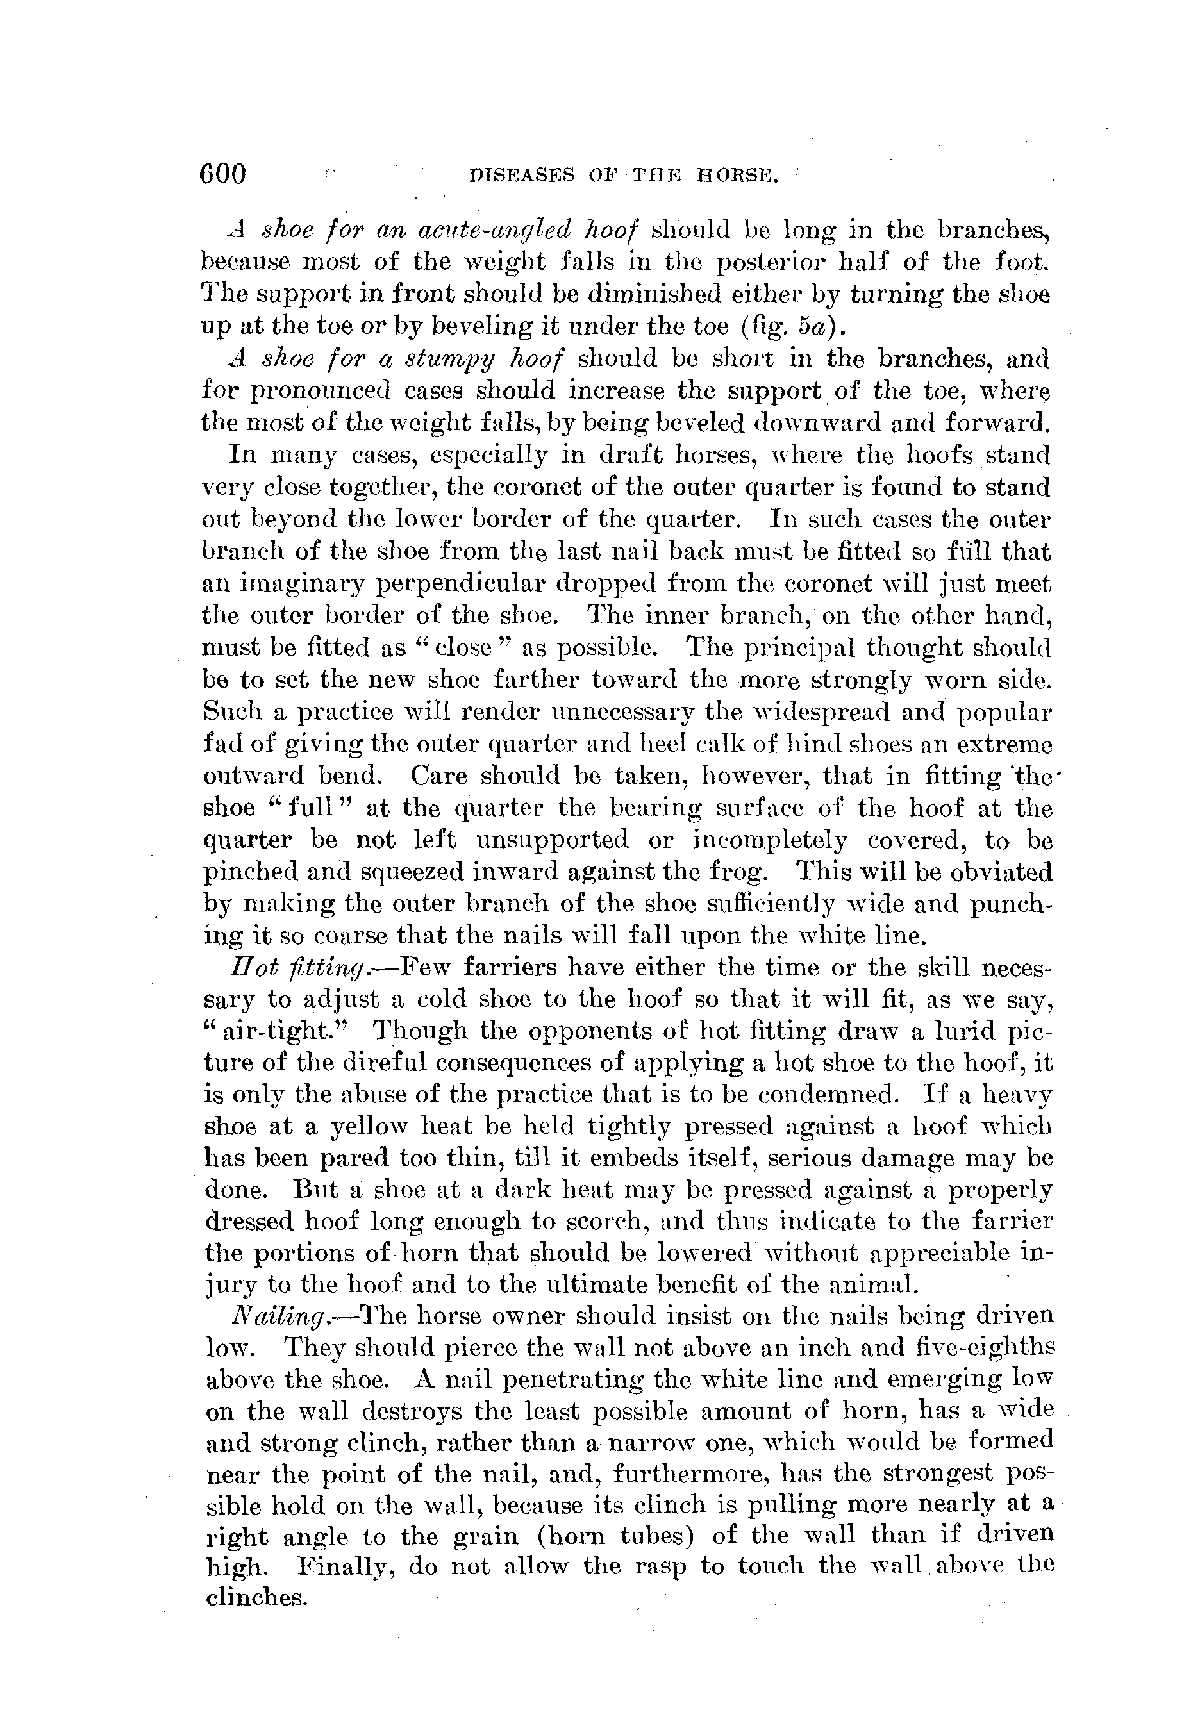 600 DISEASES OF THE HORSE.
A shoe for an acute-angled hoof should be long in the branches,
because most of the weight falls in the posterior half of the foot.
The support in front should be diminished either by turning the shoe
up at the toe or by beveling it under the toe (fig. 5a).
A shoe for a stumpy hoof should be short in the branches, and
for pronounced cases should increase the support of the toe, where
the most of the weight falls, by being beveled downward and forward.
In many cases, especially in draft horses, where the hoofs stand
very close together, the coronet of the outer quarter is found to stand
out beyond the lower border of the quarter. In such cases the outer
branch of the shoe from the last nail back must be fitted so full that
an imaginary perpendicular dropped from the coronet will just meet
the outer border of the shoe. The inner branch, on the other hand,
must be fitted as "close" as possible. The principal thought should
be to set the new shoe farther toward the more strongly worn side.
Such a practice will render unnecessary the widespread and popular
fad of giving the outer quarter and heel calk of hind shoes an extreme
outward bend. Care should be taken, however, that in fitting the
shoe "full" at the quarter the bearing surface of the hoof at the
quarter be not left unsupported or incompletely covered, to be
pinched and squeezed inward against the frog. This will be obviated
by making the outer branch of the shoe sufficiently wide and punch-
ing it so coarse that the nails will fall upon the white line.
Hot fitting.—Few farriers have either the time or the skill neces-
sary to adjust a cold shoe to the hoof so that it will fit, as we say,
"air-tight." Though the opponents of hot fitting draw a lurid pic-
ture of the direful consequences of applying a hot shoe to the hoof, it
is only the abuse of the practice that is to be condemned. If a heavy
shoe at a yellow heat be held tightly pressed against a hoof which
has been pared too thin, till it embeds itself, serious damage may be
done. But a shoe at a dark heat may be pressed against a properly
dressed hoof long enough to scorch, and thus indicate to the farrier
the portions of horn that should be lowered without appreciable in-
jury to the hoof and to the ultimate benefit of the animal.
Nailing.—The horse owner should insist on the nails being driven
low. They should pierce the wall not above an inch and five-eighths
above the shoe. A nail penetrating the white line and emerging low
on the wall destroys the least possible amount of horn, has a wide
and strong clinch, rather than a narrow one, which would be formed
near the point of the nail, and, furthermore, has the strongest pos-
sible hold on the wall, because its clinch is pulling more nearly at a
right angle to the grain (horn tubes) of the wall than if driven
high. Finally, do not allow the rasp to touch the wall above the
clinches.